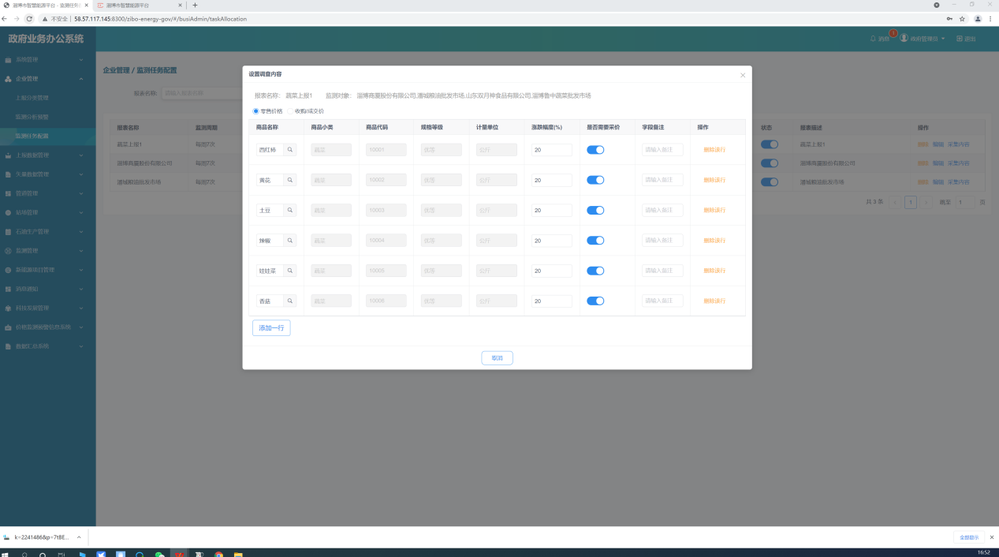 淄博市智慧能源平台 - 监测任务
淄博市智慧能源平台
不安全 | 58.57.117.145:8300/zibo-energy-gov/#/busiAdmin/taskAllocation
政府业务办公系统
消息 1 政府管理员 退出
系统管理
企业管理
上报分类管理
监测分析预警
监测任务配置
上报数据管理
天童数据管理
管道管理
站场管理
石油生产管理
监测管理
新能源项目管理
消息通知
科技发展管理
价格监测预警信息系统
数据汇总系统
企业管理 / 监测任务配置
报表名称: 请输入报表名称
报表名称 监测周期 状态 报表描述 操作
蔬菜上报1 每周7次 蔬菜上报1 删除 编辑 采集内容
淄博商厦股份有限公司 每周7次 淄博商厦股份有限公司 删除 编辑 采集内容
淄城粮油批发市场 每周7次 淄城粮油批发市场 删除 编辑 采集内容
共 3 条 1 跳至 1 页
设置调查内容
报表名称: 蔬菜上报1 监测对象: 淄博商厦股份有限公司,淄城粮油批发市场,山东双月神食品有限公司,淄博鲁中蔬菜批发市场
零售价格 收购/成交价
商品名称 商品小类 商品代码 规格等级 计量单位 涨跌幅度(%) 是否需要采价 字段备注 操作
西红柿 蔬菜 10001 优等 公斤 20 请输入备注 删除该行
黄花 蔬菜 10002 优等 公斤 20 请输入备注 删除该行
土豆 蔬菜 10003 优等 公斤 20 请输入备注 删除该行
辣椒 蔬菜 10004 优等 公斤 20 请输入备注 删除该行
娃娃菜 蔬菜 10005 优等 公斤 20 请输入备注 删除该行
香菇 蔬菜 10006 优等 公斤 20 请输入备注 删除该行
添加一行
取消
k=2241486&p=7tBE...
全部显示
16:52